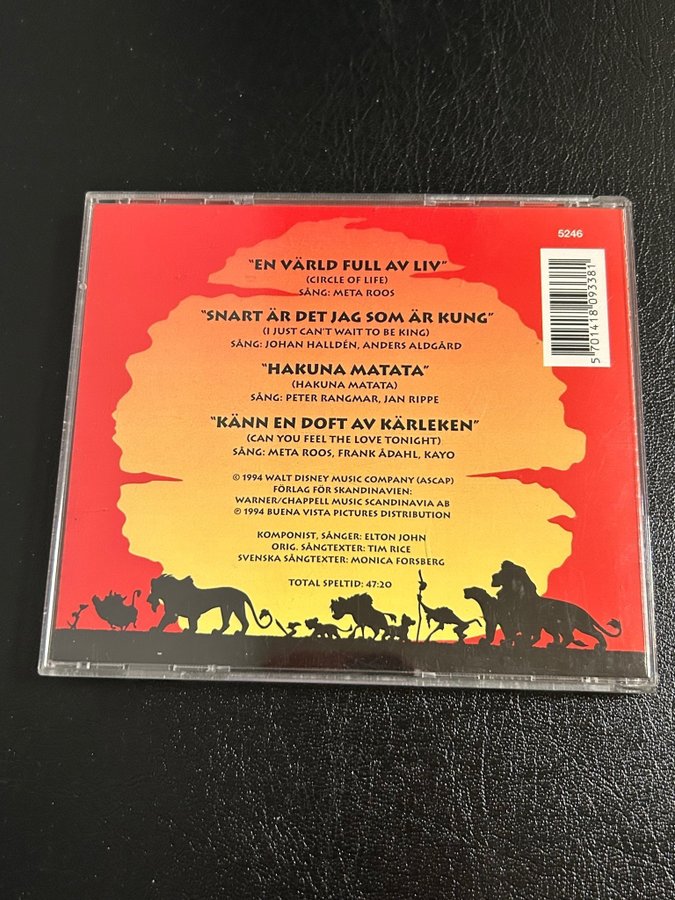 5246
"EN VÄRLD FULL AV LIV"
(CIRCLE OF LIFE)
SÅNG: META ROOS
"SNART ÄR DET JAG SOM ÄR KUNG"
(I JUST CAN'T WAIT TO BE KING)
SÅNG: JOHAN HALLDÉN, ANDERS ALDGÅRD
"HAKUNA MATATA"
(HAKUNA MATATA)
SÅNG: PETER RANGMAR, JAN RIPPE
"KÄNN EN DOFT AV KÄRLEKEN"
(CAN YOU FEEL THE LOVE TONIGHT)
SÅNG: META ROOS, FRANK ÅDAHL, KAYO
© 1994 WALT DISNEY MUSIC COMPANY (ASCAP)
FÖRLAG FÖR SKANDINAVIEN:
WARNER/CHAPPELL MUSIC SCANDINAVIA AB
℗ 1994 BUENA VISTA PICTURES DISTRIBUTION
KOMPONIST, SÅNGER: ELTON JOHN
ORIG. SÅNGTEXTER: TIM RICE
SVENSKA SÅNGTEXTER: MONICA FORSBERG
TOTAL SPELTID: 47:20
5 701418 093381